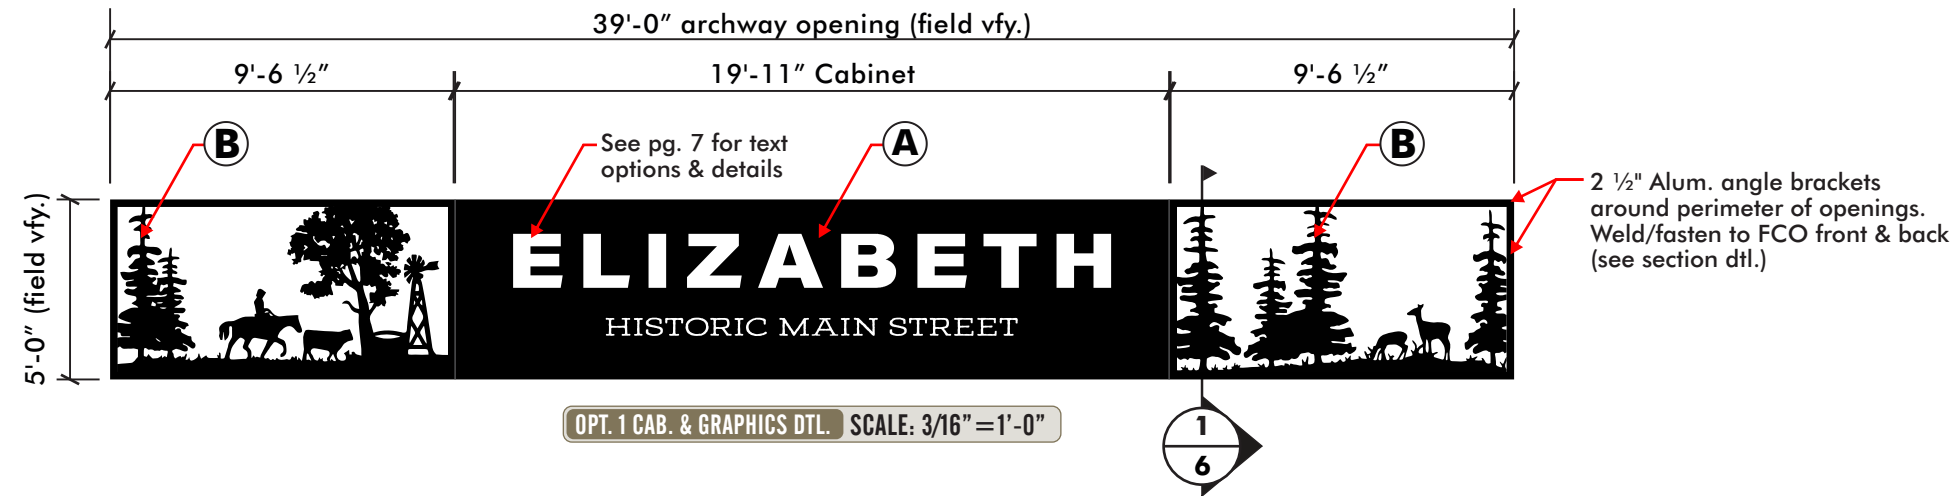 39'-0” archway opening (field vfy.)
9'-6 ½”
19'-11” Cabinet
9'-6 ½”
B
See pg. 7 for text
options & details
A
B
2 ½" Alum. angle brackets
around perimeter of openings.
Weld/fasten to FCO front & back
(see section dtl.)
5'-0” (field vfy.)
ELIZABETH
HISTORIC MAIN STREET
OPT. 1 CAB. & GRAPHICS DTL. SCALE: 3/16”=1’-0”
1
6